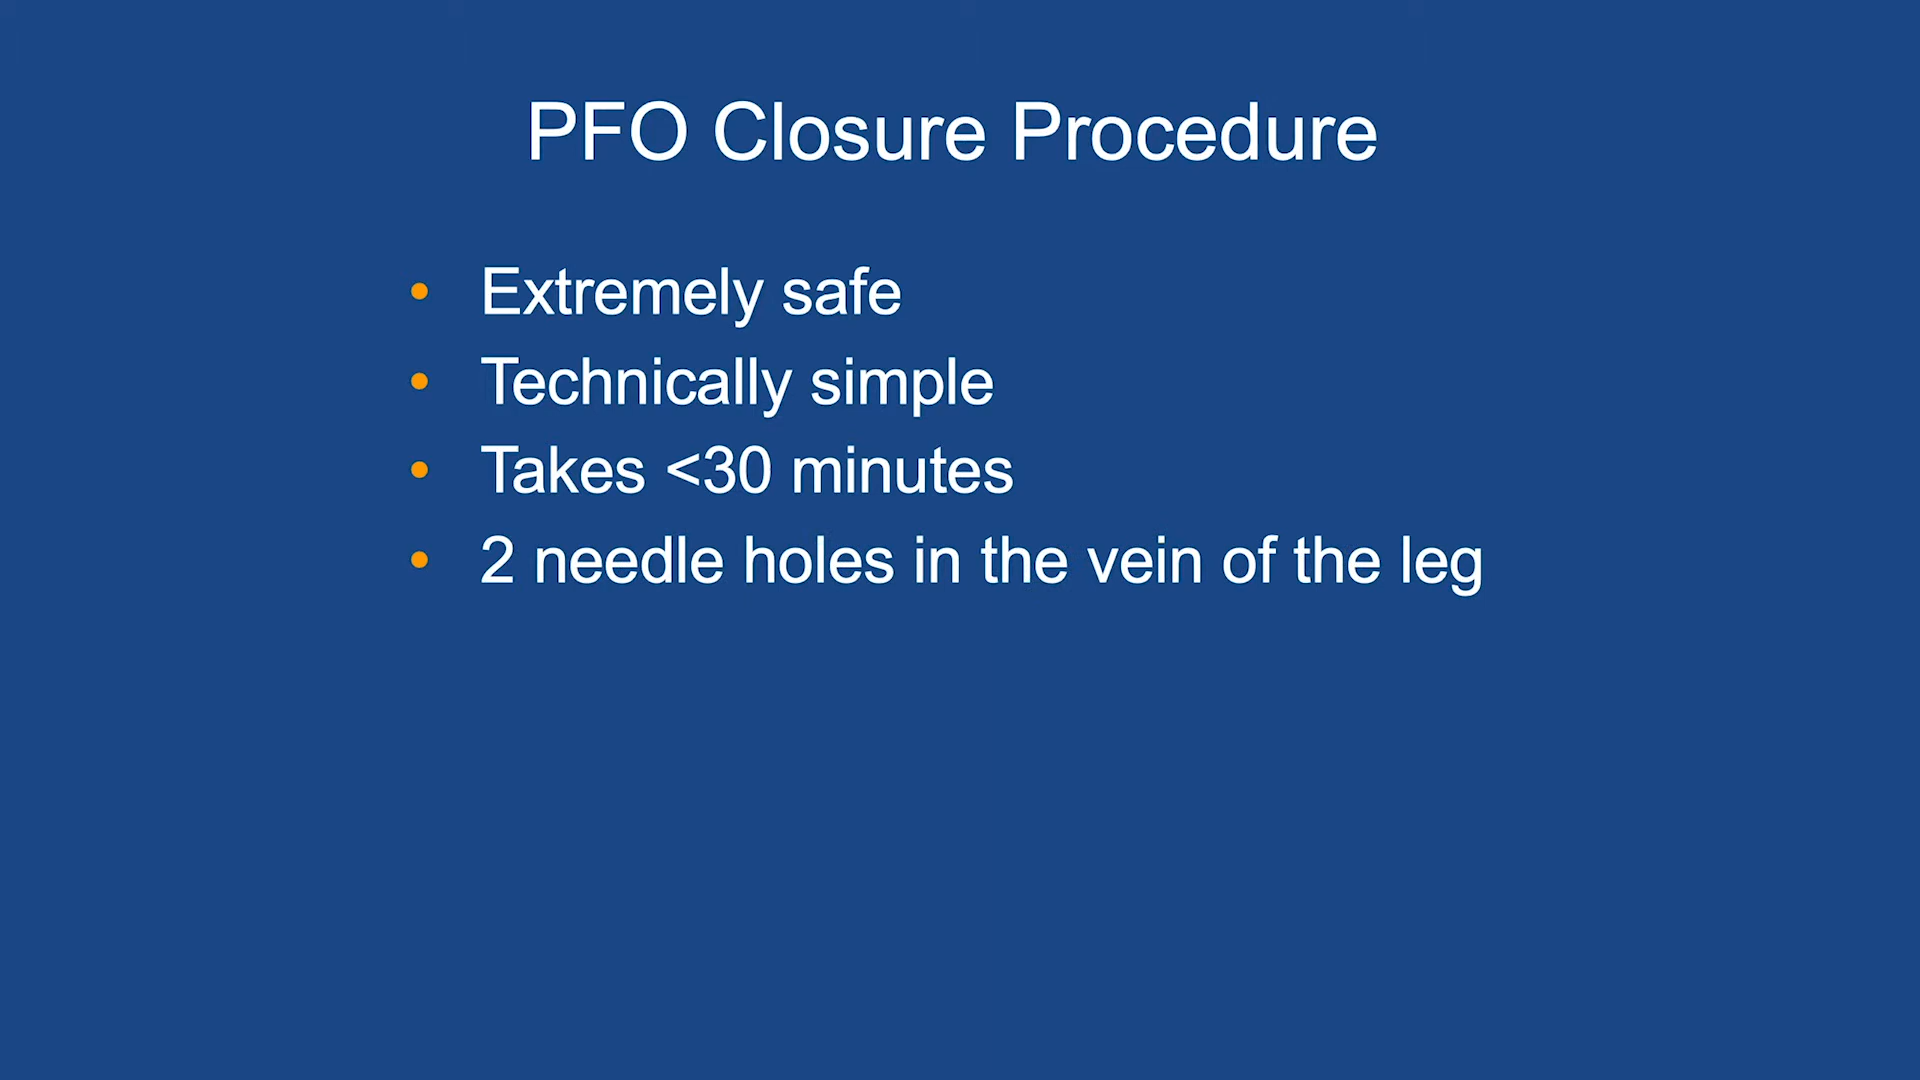 PFO Closure Procedure
• Extremely safe
• Technically simple
• Takes <30 minutes
• 2 needle holes in the vein of the leg